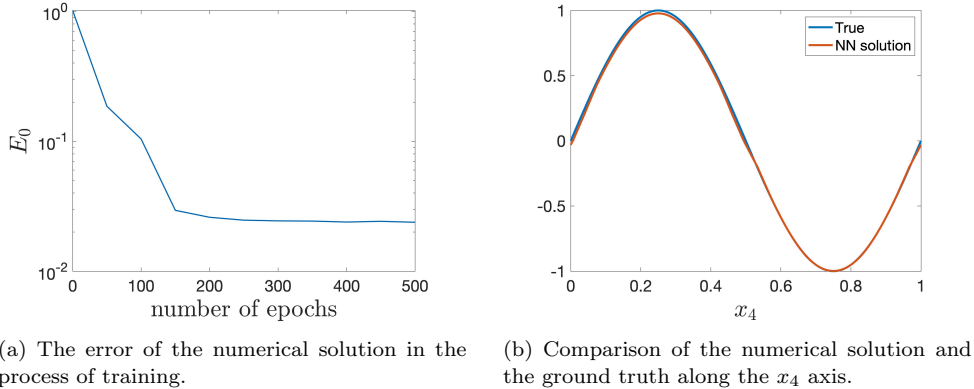 10^0
10^-1
10^-2
E_0
0
100
200
300
400
500
number of epochs
(a) The error of the numerical solution in the
process of training.
1
0.5
0
-0.5
-1
True
NN solution
0
0.2
0.4
0.6
0.8
1
x_4
(b) Comparison of the numerical solution and
the ground truth along the x_4 axis.